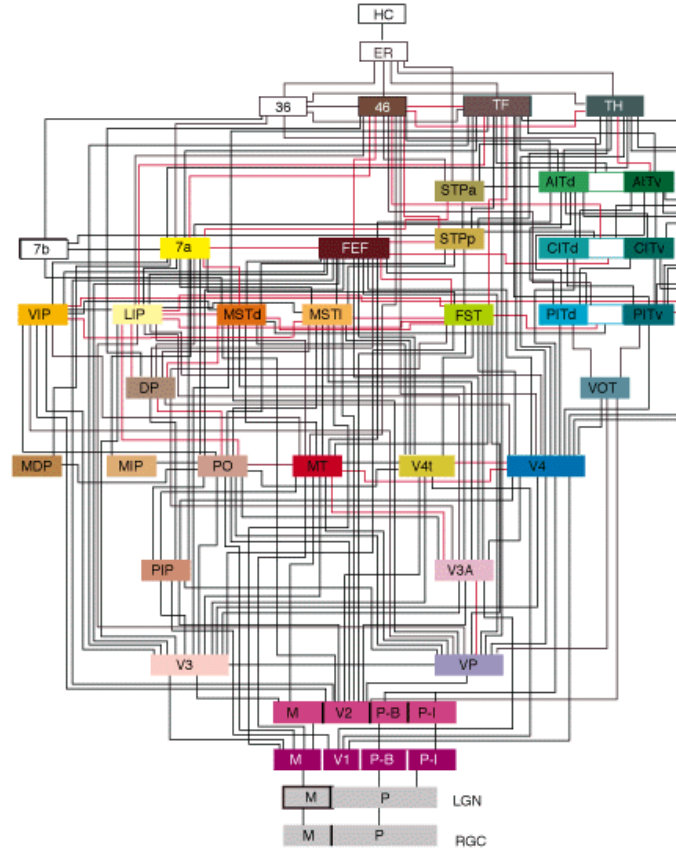 HC
ER
36 46 TF TH
STPa AITd AITv
7b 7a FEF STPp CITd CITv
VIP LIP MSTd MSTl FST PITd PITv
DP VOT
MDP MIP PO MT V4t V4
PIP V3A
V3 VP
M V2 P-B P-I
M V1 P-B P-I
M P LGN
M P RGC